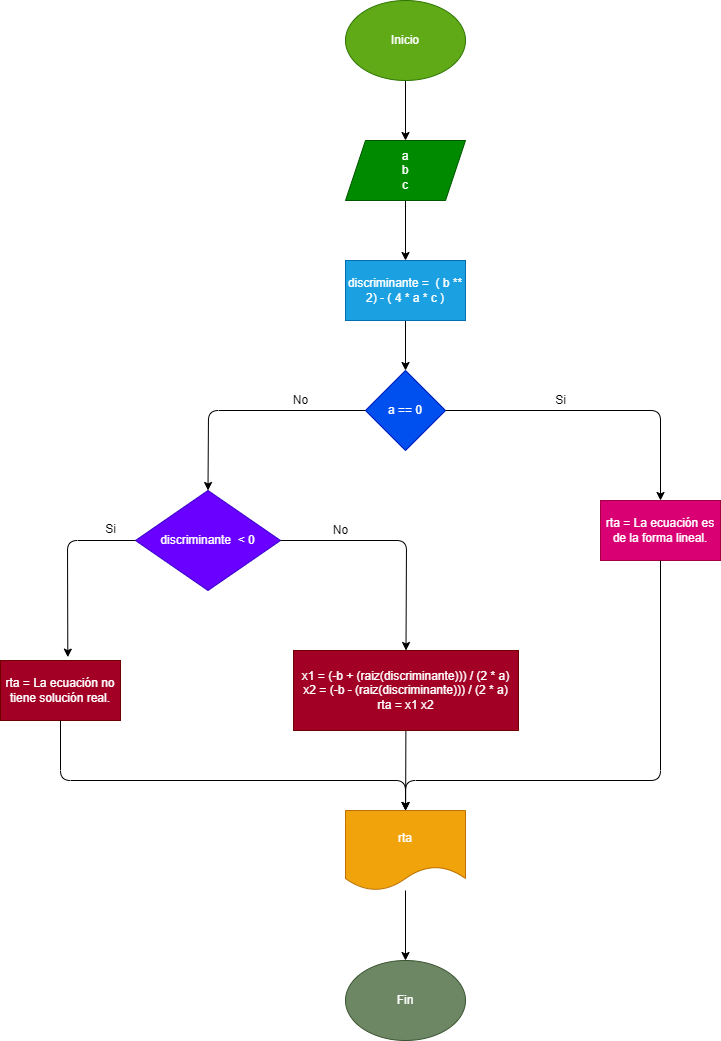 Inicio
a
b
c
discriminante = ( b **
2) - ( 4 * a * c )
a == 0
No
Si
discriminante < 0
Si
No
rta = La ecuación es
de la forma lineal.
rta = La ecuación no
tiene solución real.
x1 = (-b + (raiz(discriminante))) / (2 * a)
x2 = (-b - (raiz(discriminante))) / (2 * a)
rta = x1 x2
rta
Fin